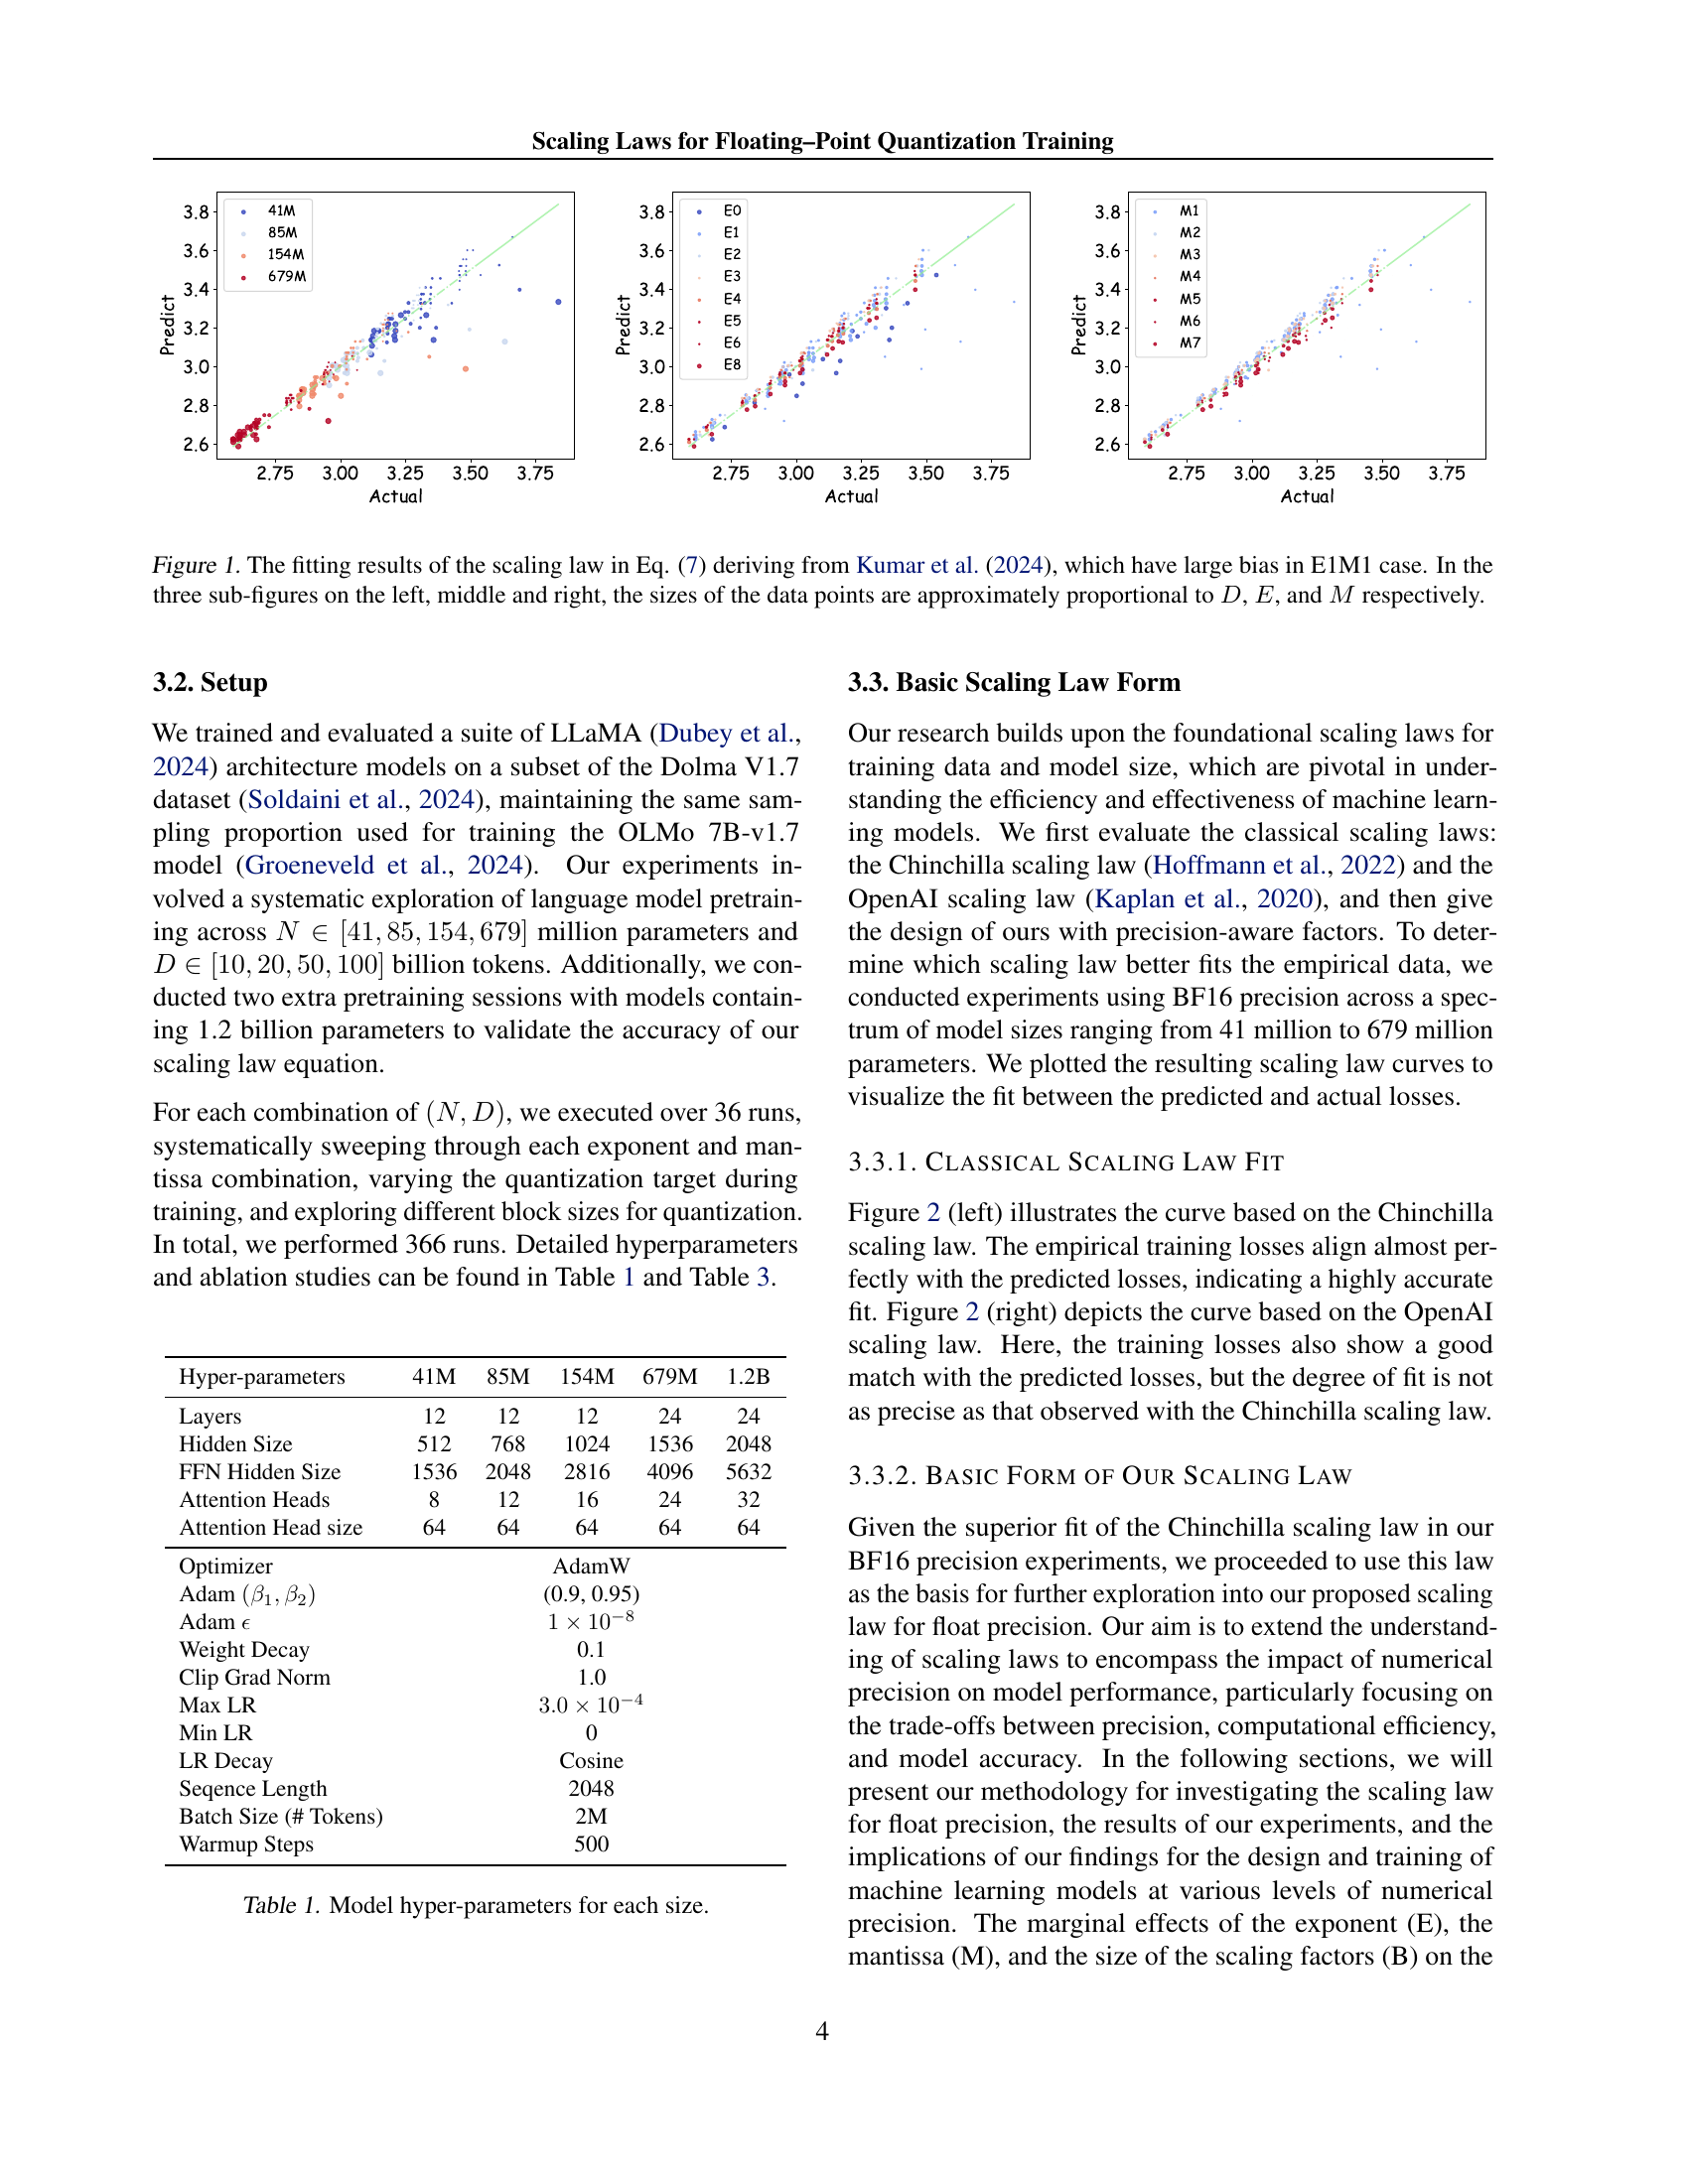 Scaling Laws for Floating–Point Quantization Training
3.8
3.6
3.4
3.2
3.0
2.8
2.6
Predict
41M
85M
154M
679M
2.75 3.00 3.25 3.50 3.75
Actual
3.8
3.6
3.4
3.2
3.0
2.8
2.6
Predict
E0
E1
E2
E3
E4
E5
E6
E8
2.75 3.00 3.25 3.50 3.75
Actual
3.8
3.6
3.4
3.2
3.0
2.8
2.6
Predict
M1
M2
M3
M4
M5
M6
M7
2.75 3.00 3.25 3.50 3.75
Actual
Figure 1. The fitting results of the scaling law in Eq. (7) deriving from Kumar et al. (2024), which have large bias in E1M1 case. In the
three sub-figures on the left, middle and right, the sizes of the data points are approximately proportional to D, E, and M respectively.
3.2. Setup
We trained and evaluated a suite of LLaMA (Dubey et al.,
2024) architecture models on a subset of the Dolma V1.7
dataset (Soldaini et al., 2024), maintaining the same sam-
pling proportion used for training the OLMo 7B-v1.7
model (Groeneveld et al., 2024). Our experiments in-
volved a systematic exploration of language model pretrain-
ing across N ∈ [41, 85, 154, 679] million parameters and
D ∈ [10, 20, 50, 100] billion tokens. Additionally, we con-
ducted two extra pretraining sessions with models contain-
ing 1.2 billion parameters to validate the accuracy of our
scaling law equation.
For each combination of (N, D), we executed over 36 runs,
systematically sweeping through each exponent and man-
tissa combination, varying the quantization target during
training, and exploring different block sizes for quantization.
In total, we performed 366 runs. Detailed hyperparameters
and ablation studies can be found in Table 1 and Table 3.
Hyper-parameters 41M 85M 154M 679M 1.2B
Layers 12 12 12 24 24
Hidden Size 512 768 1024 1536 2048
FFN Hidden Size 1536 2048 2816 4096 5632
Attention Heads 8 12 16 24 32
Attention Head size 64 64 64 64 64
Optimizer AdamW
Adam (β₁, β₂) (0.9, 0.95)
Adam ϵ 1 × 10⁻⁸
Weight Decay 0.1
Clip Grad Norm 1.0
Max LR 3.0 × 10⁻⁴
Min LR 0
LR Decay Cosine
Seqence Length 2048
Batch Size (# Tokens) 2M
Warmup Steps 500
Table 1. Model hyper-parameters for each size.
3.3. Basic Scaling Law Form
Our research builds upon the foundational scaling laws for
training data and model size, which are pivotal in under-
standing the efficiency and effectiveness of machine learn-
ing models. We first evaluate the classical scaling laws:
the Chinchilla scaling law (Hoffmann et al., 2022) and the
OpenAI scaling law (Kaplan et al., 2020), and then give
the design of ours with precision-aware factors. To deter-
mine which scaling law better fits the empirical data, we
conducted experiments using BF16 precision across a spec-
trum of model sizes ranging from 41 million to 679 million
parameters. We plotted the resulting scaling law curves to
visualize the fit between the predicted and actual losses.
3.3.1. CLASSICAL SCALING LAW FIT
Figure 2 (left) illustrates the curve based on the Chinchilla
scaling law. The empirical training losses align almost per-
fectly with the predicted losses, indicating a highly accurate
fit. Figure 2 (right) depicts the curve based on the OpenAI
scaling law. Here, the training losses also show a good
match with the predicted losses, but the degree of fit is not
as precise as that observed with the Chinchilla scaling law.
3.3.2. BASIC FORM OF OUR SCALING LAW
Given the superior fit of the Chinchilla scaling law in our
BF16 precision experiments, we proceeded to use this law
as the basis for further exploration into our proposed scaling
law for float precision. Our aim is to extend the understand-
ing of scaling laws to encompass the impact of numerical
precision on model performance, particularly focusing on
the trade-offs between precision, computational efficiency,
and model accuracy. In the following sections, we will
present our methodology for investigating the scaling law
for float precision, the results of our experiments, and the
implications of our findings for the design and training of
machine learning models at various levels of numerical
precision. The marginal effects of the exponent (E), the
mantissa (M), and the size of the scaling factors (B) on the
4